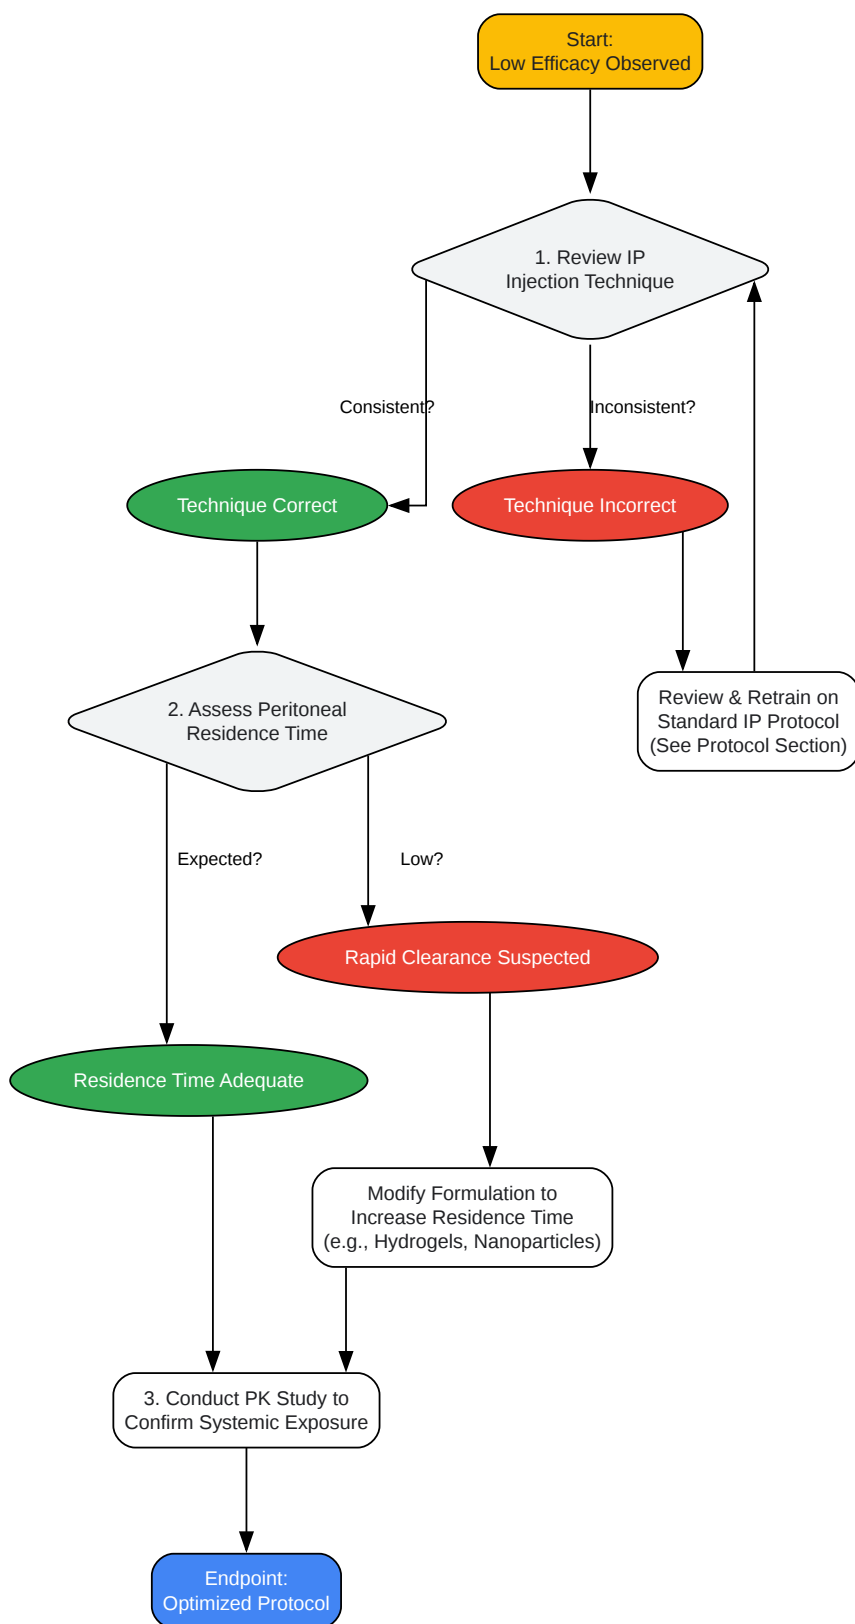 Start:
Low Efficacy Observed
1. Review IP
Injection Technique
Consistent?
Inconsistent?
Technique Correct
Technique Incorrect
Review & Retrain on
Standard IP Protocol
(See Protocol Section)
2. Assess Peritoneal
Residence Time
Expected?
Low?
Rapid Clearance Suspected
Residence Time Adequate
Modify Formulation to
Increase Residence Time
(e.g., Hydrogels, Nanoparticles)
3. Conduct PK Study to
Confirm Systemic Exposure
Endpoint:
Optimized Protocol